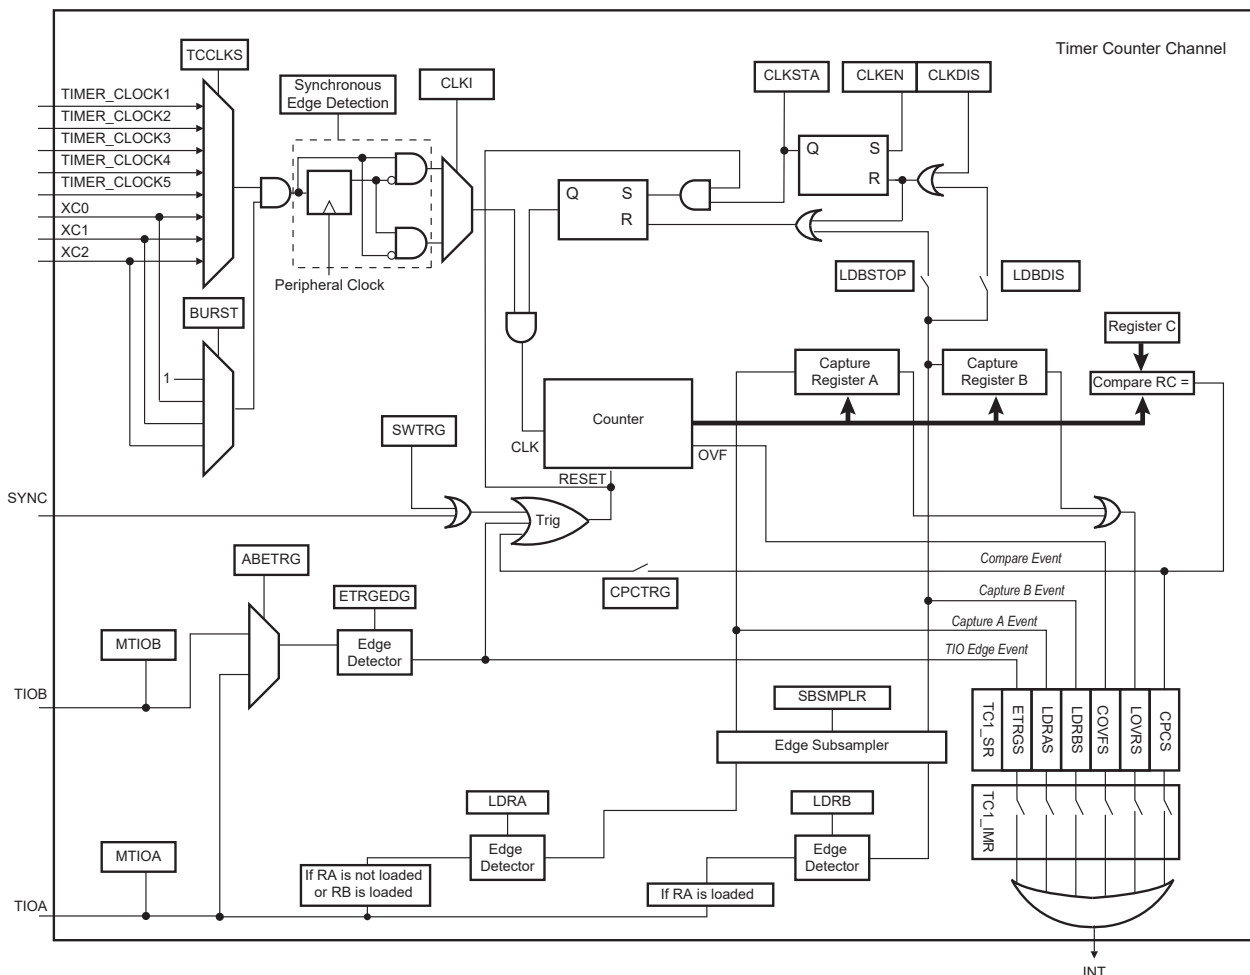 Timer Counter Channel
TCCLKS
TIMER_CLOCK1
TIMER_CLOCK2
TIMER_CLOCK3
TIMER_CLOCK4
TIMER_CLOCK5
XC0
XC1
XC2
Synchronous
Edge Detection
CLKI
CLKSTA
CLKEN
CLKDIS
Q
S
R
Q
S
R
Peripheral Clock
LDBSTOP
LDBDIS
BURST
1
Register C
Capture
Register A
Capture
Register B
Compare RC =
Counter
SWTRG
CLK
OVF
RESET
SYNC
Trig
Compare Event
ABETRG
ETRGEDG
CPCTRG
Capture B Event
Capture A Event
TIO Edge Event
MTIOB
Edge
Detector
TIOB
SBSMPLR
Edge Subsampler
TC1_SR
ETRGS
LDRAS
LDRBS
COVFS
LOVRS
CPCS
TC1_IMR
LDRA
LDRB
Edge
Detector
Edge
Detector
MTIOA
If RA is not loaded
or RB is loaded
If RA is loaded
TIOA
INT